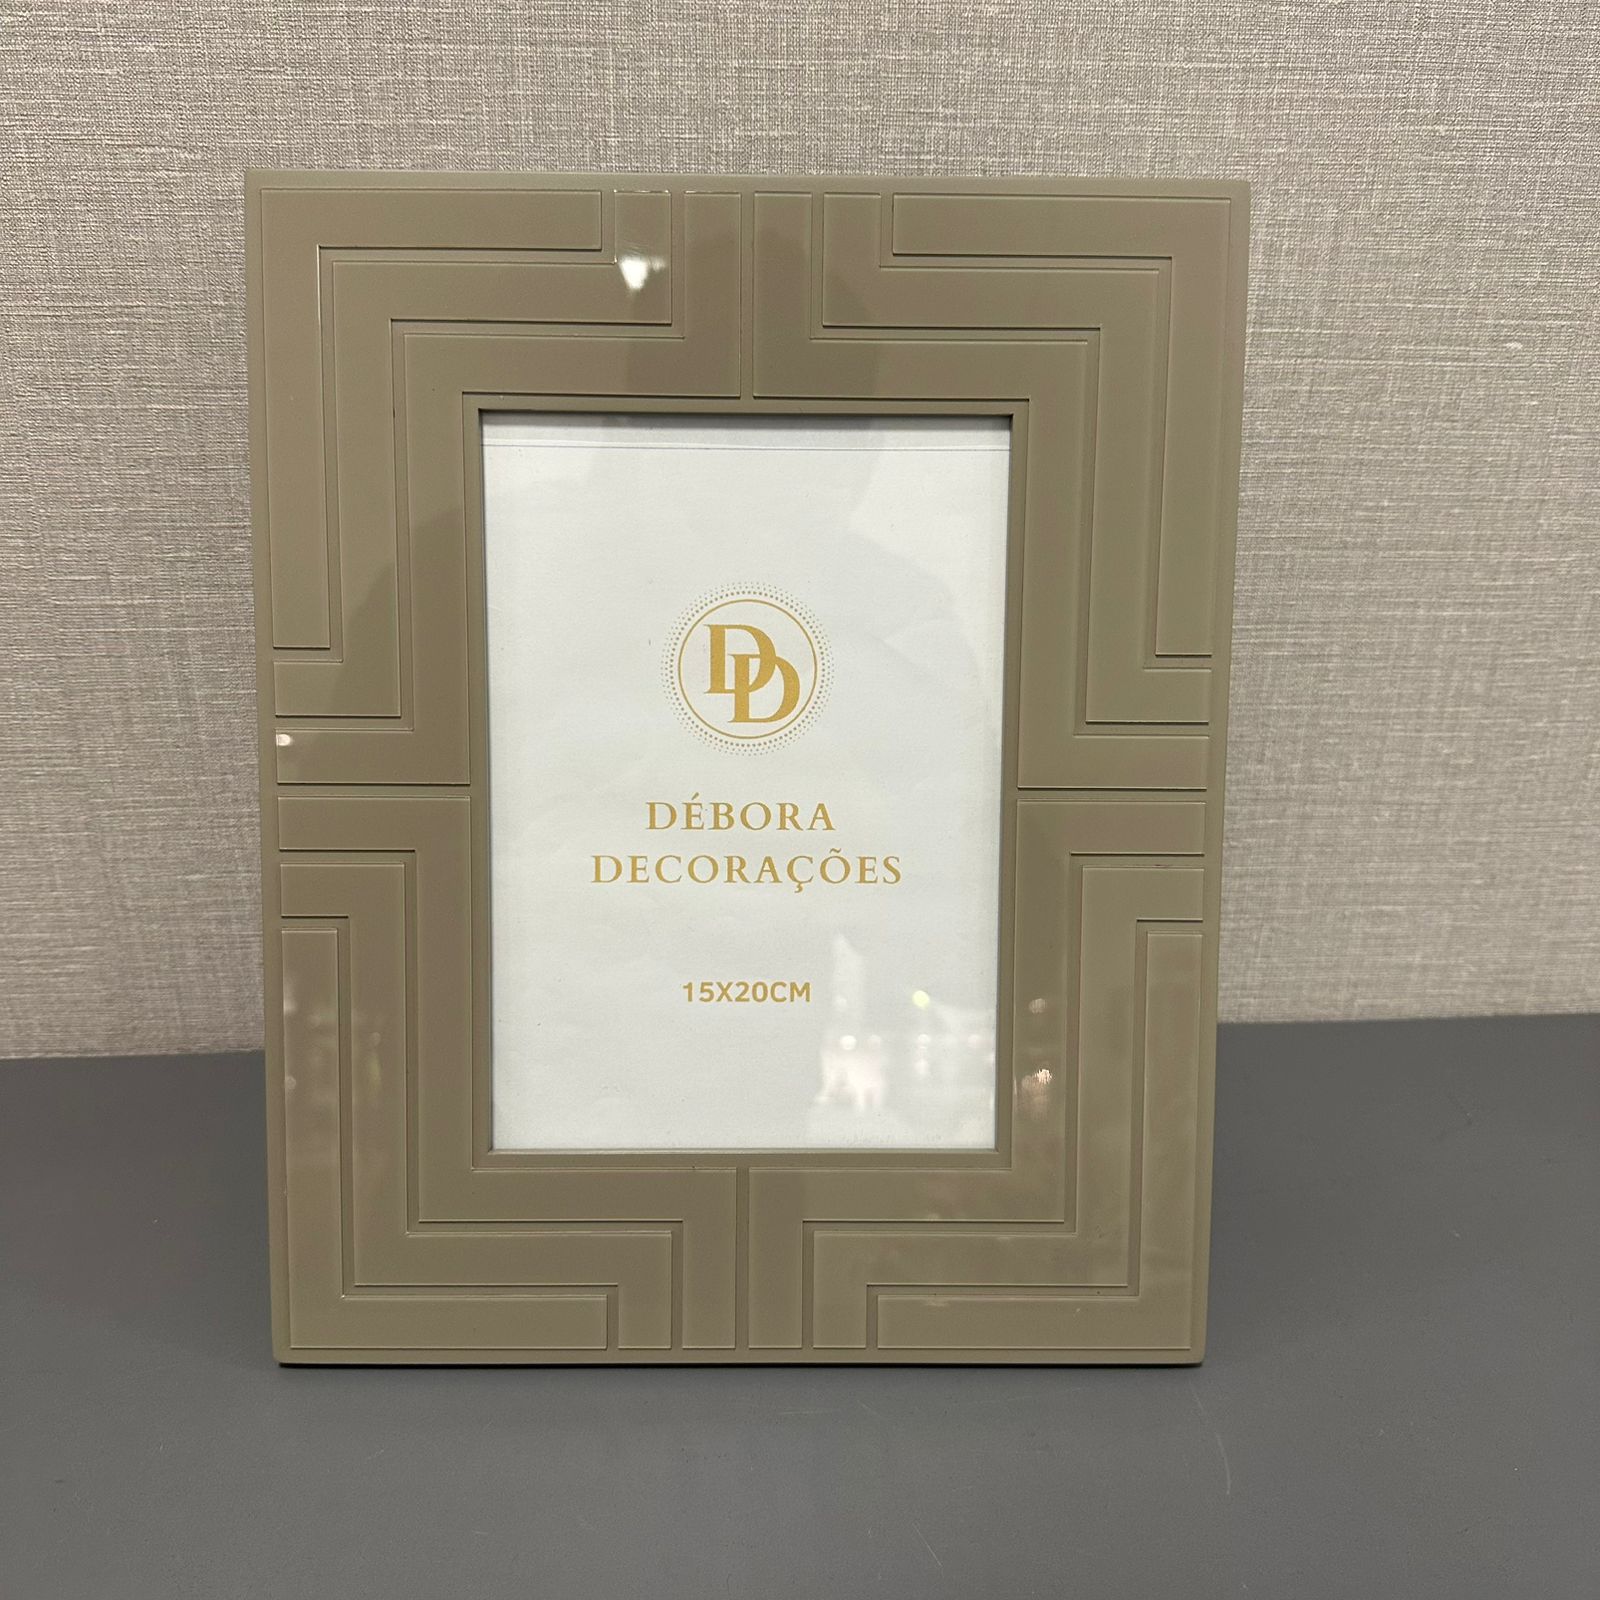 DD
DÉBORA
DECORAÇÕES
15X20CM